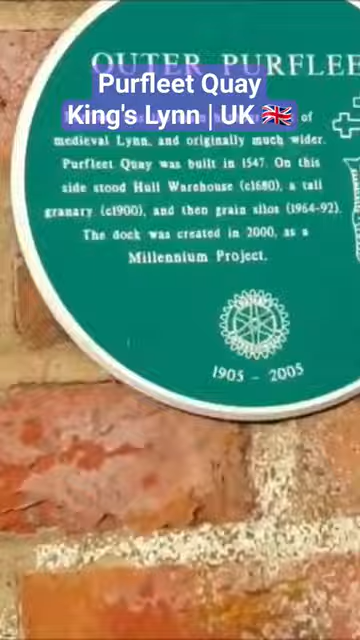 OUTER PURFLEE
Purfleet Quay
King's Lynn | UK 🇬🇧
of
medieval Lynn, and originally much wider.
Purfleet Quay was built in 1547. On this
side stood Hull Warehouse (c1680), a tall
granary (c1900), and then grain silos (1964-92).
The dock was created in 2000, as a
Millennium Project.
1905 - 2005